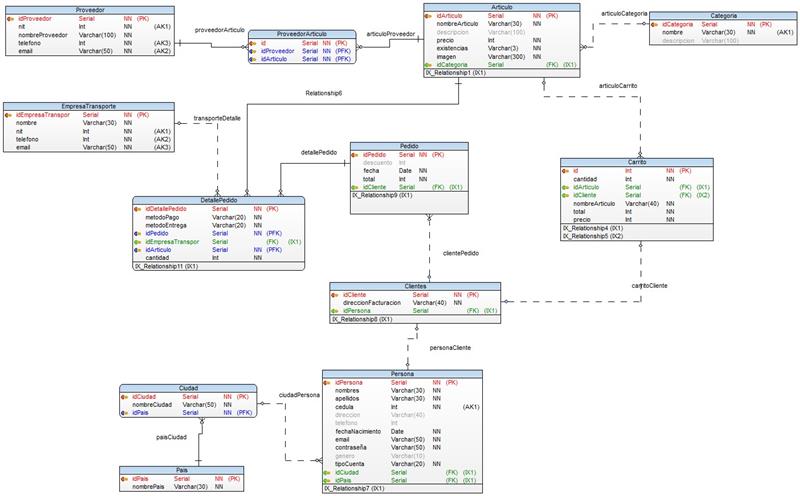 Proveedor
idProveedor Serial NN (PK)
nit Int NN (AK1)
nombreProveedor Varchar(100) NN
telefono Int NN (AK3)
email Varchar(50) NN (AK2)
proveedorArticulo
ProveedorArticulo
id Serial NN (PK)
idProveedor Serial NN (PFK)
idArticulo Serial NN (PFK)
articuloProveedor
Articulo
idArticulo Serial NN (PK)
nombreArticulo Varchar(30) NN
descripcion Varchar(100)
precio Int NN
existencias Varchar(3) NN
imagen Varchar(300) NN
idCategoria Serial (FK) (IX1)
IX_Relationship1 (IX1)
articuloCategoria
Categoria
idCategoria Serial NN (PK)
nombre Varchar(30) NN (AK1)
descripcion Varchar(100)
Relationship6
articuloCarrito
EmpresaTransporte
idEmpresaTranspor Serial NN (PK)
nombre Varchar(30) NN
nit Int NN (AK1)
telefono Int NN (AK2)
email Varchar(50) NN (AK3)
transporteDetalle
detallePedido
Pedido
idPedido Serial NN (PK)
descuento Int
fecha Date NN
total Int NN
idCliente Serial (FK) (IX1)
IX_Relationship9 (IX1)
Carrito
id Int NN (PK)
cantidad Int NN
idArticulo Serial (FK) (IX1)
idCliente Serial (FK) (IX2)
nombreArticulo Varchar(40) NN
total Int NN
precio Int NN
IX_Relationship4 (IX1)
IX_Relationship5 (IX2)
DetallePedido
idDetallePedido Serial NN (PK)
metodoPago Varchar(20) NN
metodoEntrega Varchar(20) NN
idPedido Serial NN (PFK)
idEmpresaTranspor Serial (FK) (IX1)
idArticulo Serial NN (PFK)
cantidad Int NN
IX_Relationship11 (IX1)
clientePedido
carritoCliente
Clientes
idCliente Serial NN (PK)
direccionFacturacion Varchar(40) NN
idPersona Serial (FK) (IX1)
IX_Relationship8 (IX1)
personaCliente
Persona
idPersona Serial NN (PK)
nombres Varchar(30) NN
apellidos Varchar(30) NN
cedula Int NN (AK1)
direccion Varchar(40)
telefono Int
fechaNacimiento Date NN
email Varchar(50) NN
contraseña Varchar(50) NN
genero Varchar(10)
tipoCuenta Varchar(20) NN
idCiudad Serial (FK) (IX1)
idPais Serial (FK) (IX1)
IX_Relationship7 (IX1)
Ciudad
idCiudad Serial NN (PK)
nombreCiudad Varchar(50) NN
idPais Serial NN (PFK)
ciudadPersona
paisCiudad
Pais
idPais Serial NN (PK)
nombrePais Varchar(30) NN